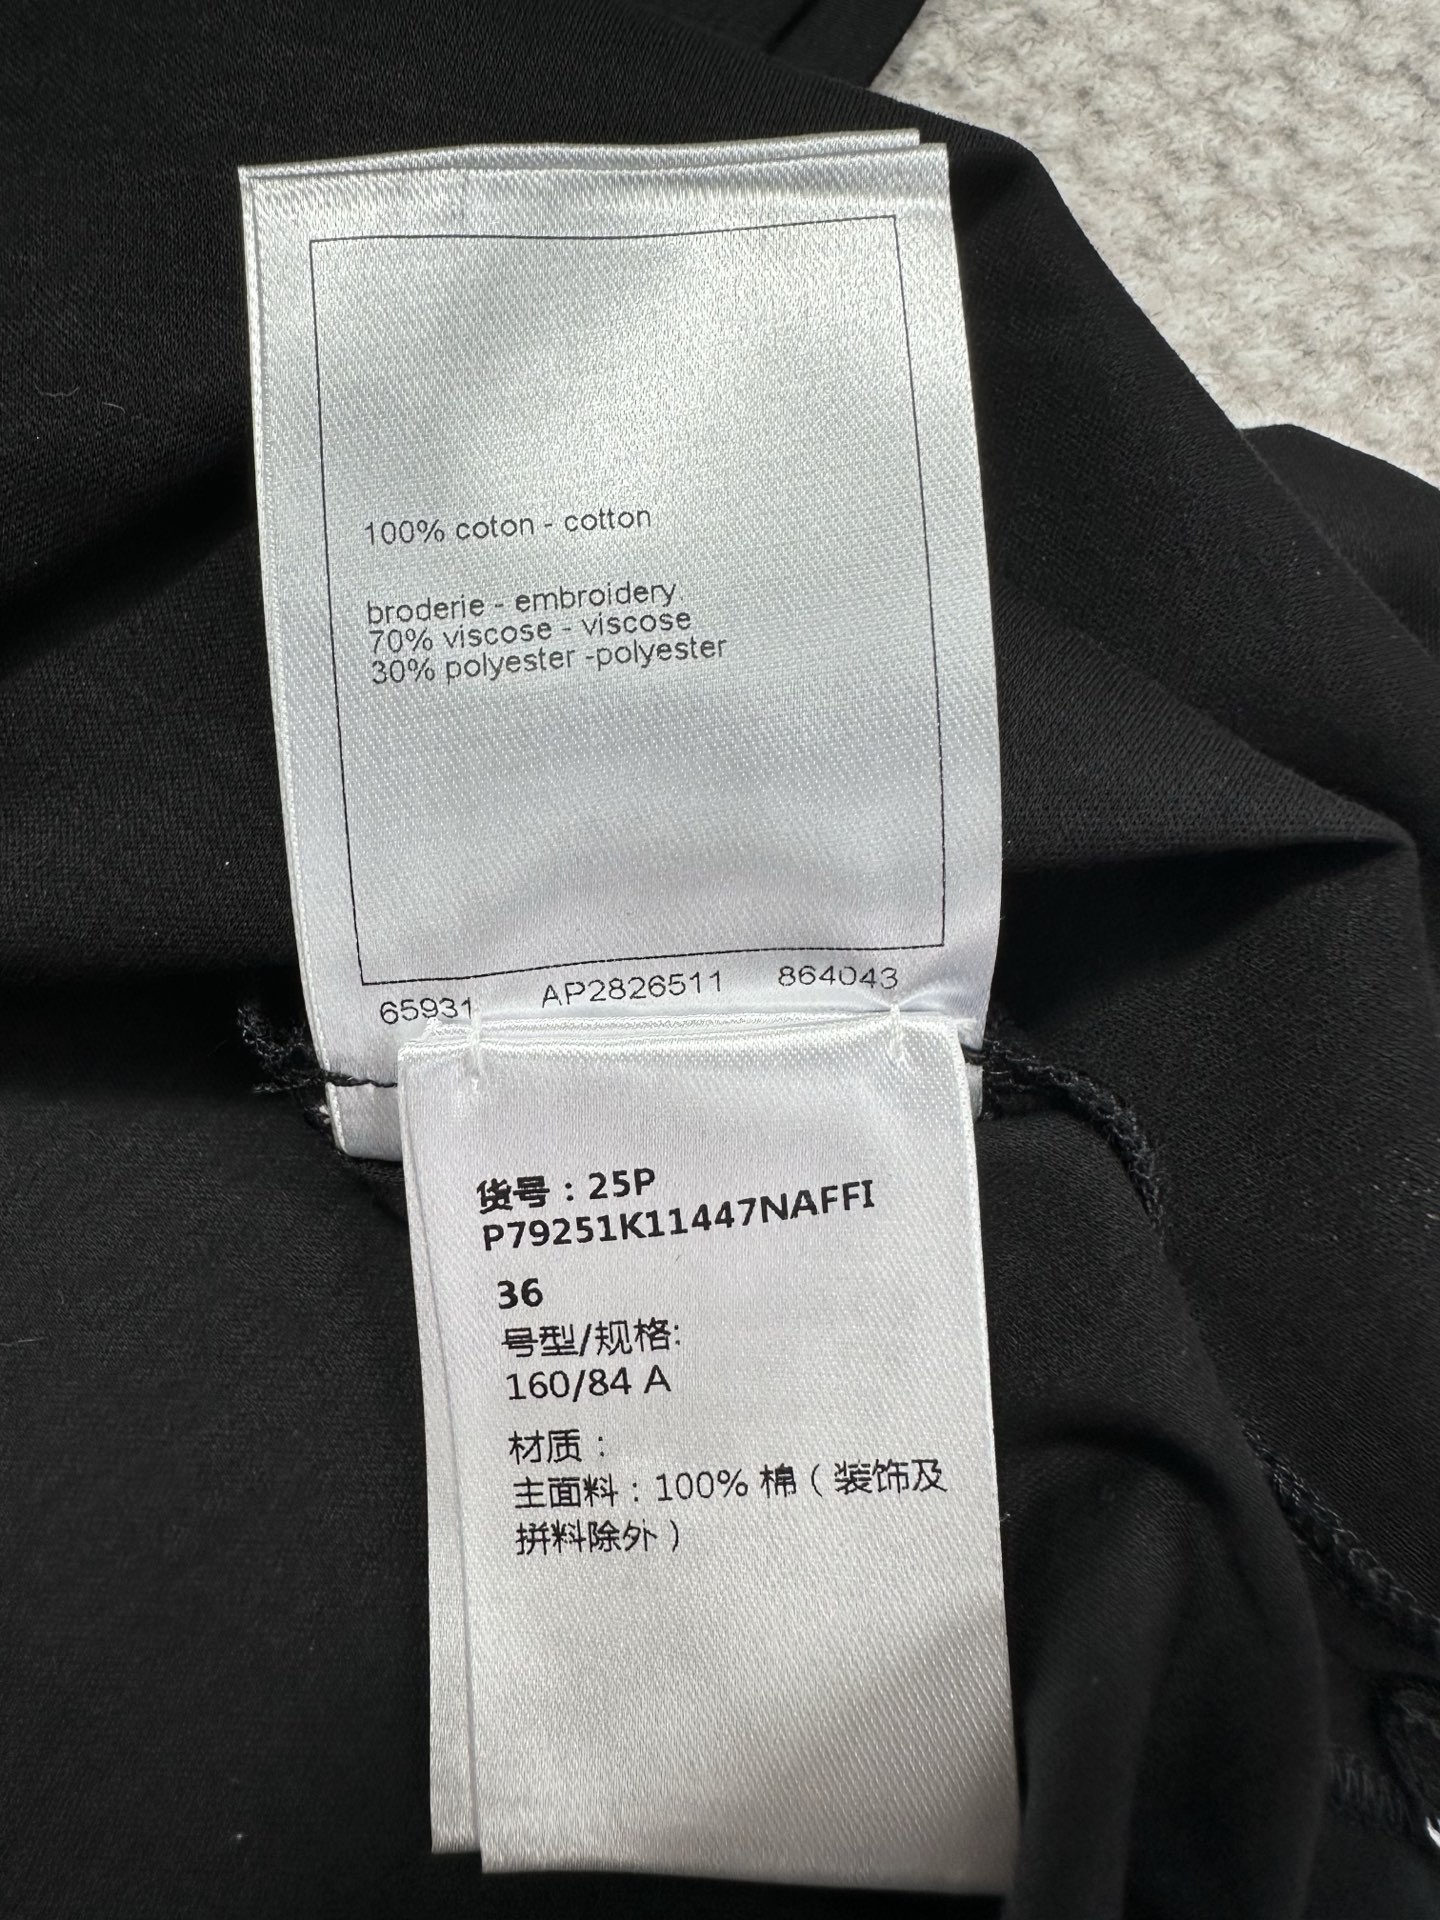 100% coton - cotton
broderie - embroidery
70% viscose - viscose
30% polyester -polyester
65931 AP2826511 864043
货号：25P
P79251K11447NAFFI
36
号型/规格:
160/84 A
材质：
主面料：100% 棉（装饰及
拼料除外）